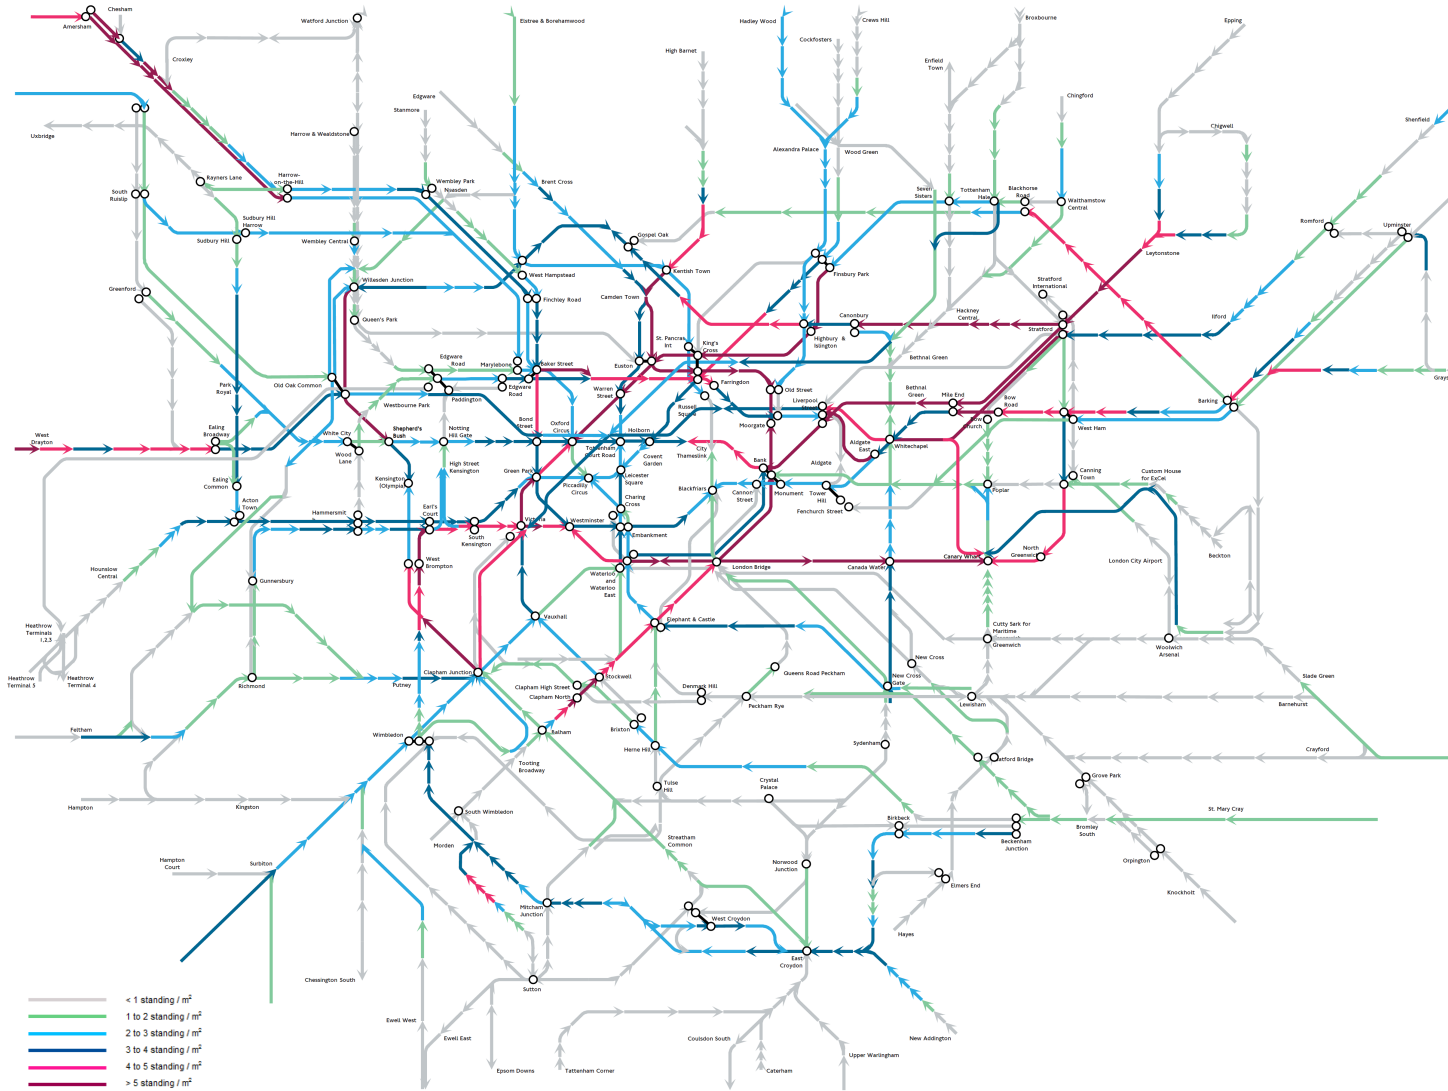 Chesham
Amersham
Watford Junction
Elstree & Borehamwood
Hadley Wood
Crews Hill
Broxbourne
Epping
Cockfosters
Croxley
High Barnet
Enfield
Town
Edgware
Stanmore
Chingford
Uxbridge
Harrow & Wealdstone
Alexandra Palace
Wood Green
Chigwell
Shenfield
Rayners Lane
Harrow-
on-the-Hill
Wembley Park
Neasden
Brent Cross
Seven
Sisters
Tottenham
Hale
Blackhorse
Road
Walthamstow
Central
South
Ruislip
Sudbury Hill
Harrow
Sudbury Hill
Wembley Central
Gospel Oak
Romford
Upminster
Leytonstone
West Hampstead
Kentish Town
Finsbury Park
Willesden Junction
Stratford
International
Greenford
Finchley Road
Camden Town
Queen's Park
Canonbury
Hackney
Central
Stratford
Ilford
St. Pancras
Int
King's
Cross
Highbury &
Islington
Edgware
Road
Marylebone
Baker Street
Euston
Bethnal Green
Old Oak Common
Paddington
Edgware
Road
Warren
Street
Farringdon
Old Street
Bethnal
Green
Mile End
Bow
Road
Grays
Park
Royal
Westbourne Park
Russell
Square
Liverpool
Street
Barking
Bow
Church
West
Drayton
Ealing
Broadway
White City
Shepherd's
Bush
Notting
Hill Gate
Bond
Street
Oxford
Circus
Holborn
Moorgate
West Ham
Wood
Lane
Tottenham
Court Road
Covent
Garden
City
Thameslink
Aldgate
East
Whitechapel
High Street
Kensington
Green Park
Bank
Aldgate
Canning
Town
Custom House
for ExCel
Ealing
Common
Kensington
(Olympia)
Piccadilly
Circus
Leicester
Square
Blackfriars
Cannon
Street
Monument
Tower
Hill
Poplar
Acton
Town
Charing
Cross
Fenchurch Street
Hammersmit
Earl's
Court
South
Kensington
Victoria
Westminster
Embankment
Beckton
North
Greenwich
Hounslow
Central
West
Brompton
Gunnersbury
Waterloo
and
Waterloo
East
London Bridge
Canada Water
Canary Wharf
London City Airport
Heathrow
Terminals
1,2,3
Vauxhall
Elephant & Castle
Cutty Sark for
Maritime
Greenwich
Woolwich
Arsenal
Heathrow
Terminal 5
Heathrow
Terminal 4
Richmond
Putney
Clapham Junction
Stockwell
New Cross
Queens Road Peckham
New Cross
Gate
Slade Green
Clapham High Street
Clapham North
Denmark Hill
Peckham Rye
Lewisham
Barnehurst
Feltham
Wimbledon
Balham
Brixton
Herne Hill
Sydenham
Crayford
Tooting
Broadway
atford Bridge
Grove Park
Hampton
Kingston
Tulse
Hill
Crystal
Palace
South Wimbledon
St. Mary Cray
Birkbeck
Bromley
South
Streatham
Common
Morden
Beckenham
Junction
Hampton
Court
Surbiton
Norwood
Junction
Orpington
Elmers End
Knockholt
Mitcham
Junction
West Croydon
Hayes
East
Croydon
Chessington South
Sutton
< 1 standing / m²
1 to 2 standing / m²
2 to 3 standing / m²
3 to 4 standing / m²
4 to 5 standing / m²
> 5 standing / m²
Ewell West
Ewell East
Coulsdon South
New Addington
Upper Warlingham
Epsom Downs
Tattenham Corner
Caterham